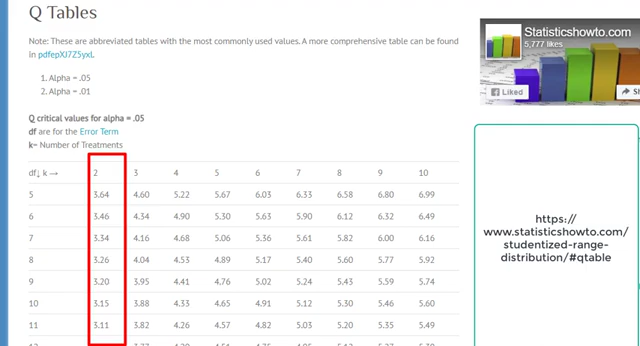 Q Tables
Note: These are abbreviated tables with the most commonly used values. A more comprehensive table can be found
in pdfepXJ7Z5yxl.
1. Alpha = .05
2. Alpha = .01
Q critical values for alpha = .05
df are for the Error Term
k= Number of Treatments
df↓ k → 2 3 4 5 6 7 8 9 10
5 3.64 4.60 5.22 5.67 6.03 6.33 6.58 6.80 6.99
6 3.46 4.34 4.90 5.30 5.63 5.90 6.12 6.32 6.49
7 3.34 4.16 4.68 5.06 5.36 5.61 5.82 6.00 6.16
8 3.26 4.04 4.53 4.89 5.17 5.40 5.60 5.77 5.92
9 3.20 3.95 4.41 4.76 5.02 5.24 5.43 5.59 5.74
10 3.15 3.88 4.33 4.65 4.91 5.12 5.30 5.46 5.60
11 3.11 3.82 4.26 4.57 4.82 5.03 5.20 5.35 5.49
Statisticshowto.com
5,777 likes
Liked
https://
www.statisticshowto.com/
studentized-range-
distribution/#qtable